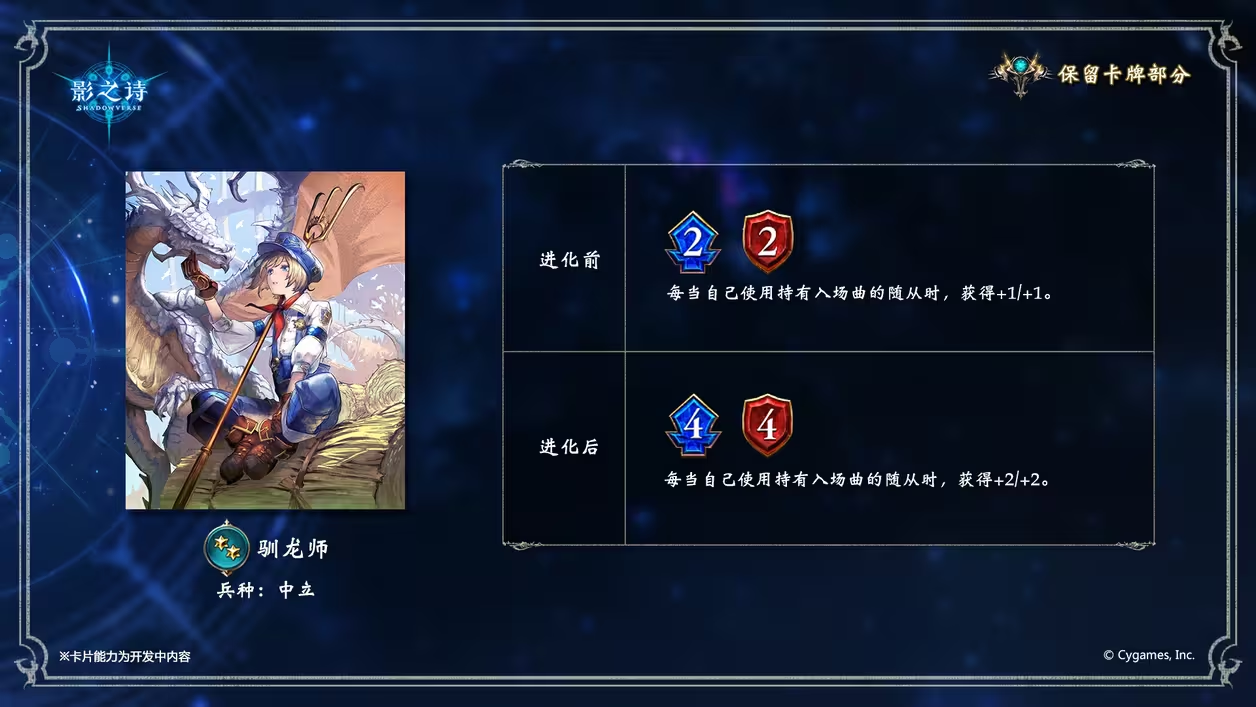 影之诗
SHADOWVERSE
保留卡牌部分
进化前
2 2
每当自己使用持有入场曲的随从时，获得+1/+1。
进化后
4 4
每当自己使用持有入场曲的随从时，获得+2/+2。
驯龙师
兵种：中立
※卡片能力为开发中内容
© Cygames, Inc.